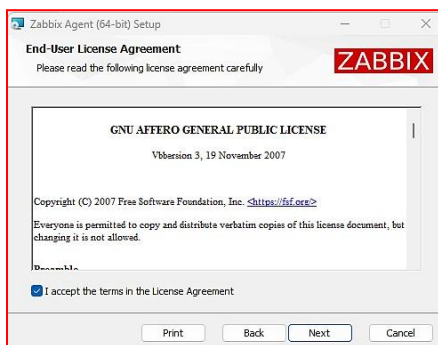 Zabbix Agent (64-bit) Setup
End-User License Agreement
Please read the following license agreement carefully
ZABBIX
GNU AFFERO GENERAL PUBLIC LICENSE
Vbbersion 3, 19 November 2007
Copyright (C) 2007 Free Software Foundation, Inc. <https://fsf.org/>
Everyone is permitted to copy and distribute verbatim copies of this license document, but
changing it is not allowed.
Preamble
I accept the terms in the License Agreement
Print
Back
Next
Cancel